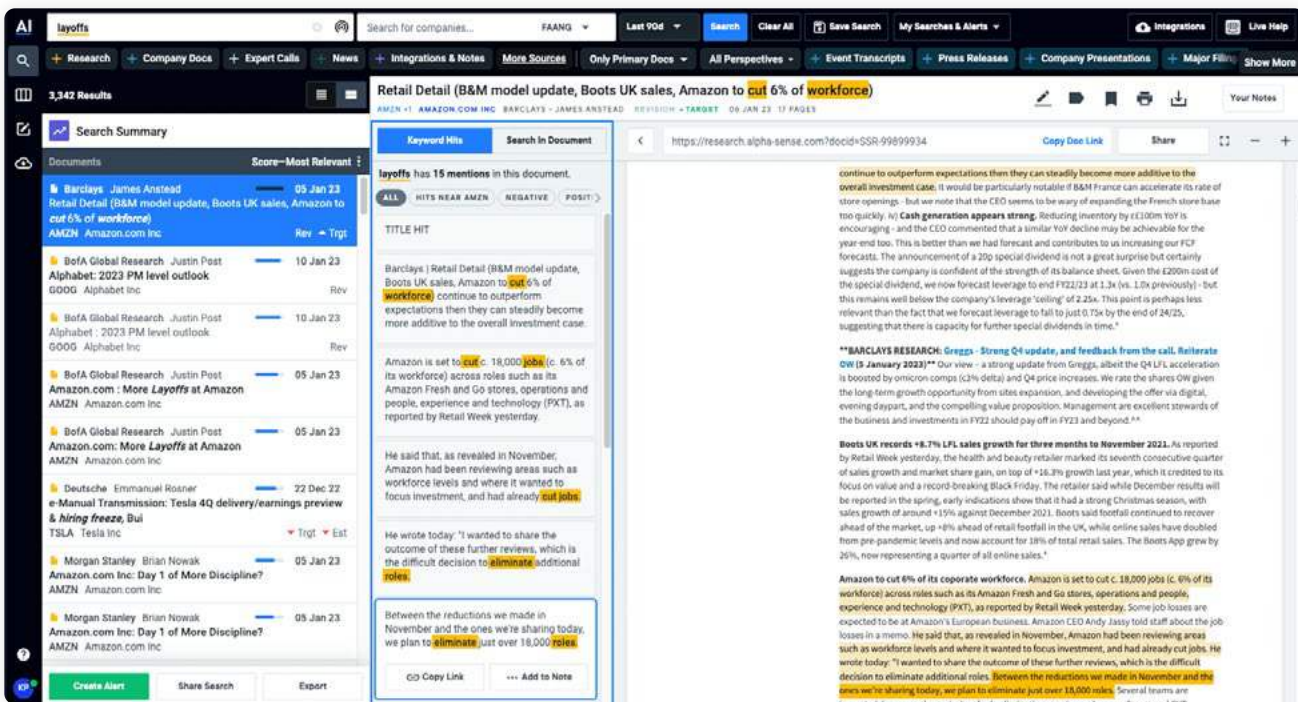 AI
layoffs
Search for companies...
FAANG
Last 90d
Search
Clear All
Save Search
My Searches & Alerts
Integrations
Live Help
+ Research
+ Company Docs
+ Expert Calls
+ News
+ Integrations & Notes
More Sources
Only Primary Docs
All Perspectives
+ Event Transcripts
+ Press Releases
+ Company Presentations
+ Major Filing
Show More
3,342 Results
Search Summary
Documents
Score—Most Relevant
Barclays James Anstead 05 Jan 23
Retail Detail (B&M model update, Boots UK sales, Amazon to
cut 6% of workforce)
AMZN Amazon.com Inc Rev Trgt
BofA Global Research Justin Post 10 Jan 23
Alphabet: 2023 PM level outlook
GOOG Alphabet Inc Rev
BofA Global Research Justin Post 10 Jan 23
Alphabet : 2023 PM level outlook
GOOG Alphabet Inc Rev
BofA Global Research Justin Post 05 Jan 23
Amazon.com : More Layoffs at Amazon
AMZN Amazon.com Inc
BofA Global Research Justin Post 05 Jan 23
Amazon.com: More Layoffs at Amazon
AMZN Amazon.com Inc
Deutsche Emmanuel Rosner 22 Dec 22
e-Manual Transmission: Tesla 4Q delivery/earnings preview
& hiring freeze, Bui
TSLA Tesla Inc Trgt Est
Morgan Stanley Brian Nowak 05 Jan 23
Amazon.com Inc: Day 1 of More Discipline?
AMZN Amazon.com Inc
Morgan Stanley Brian Nowak 05 Jan 23
Amazon.com Inc: Day 1 of More Discipline?
AMZN Amazon.com Inc
KP
Create Alert
Share Search
Export
Retail Detail (B&M model update, Boots UK sales, Amazon to cut 6% of workforce)
AMZN +1 AMAZON.COM INC BARCLAYS - JAMES ANSTEAD REVISION TARGET 06 JAN 23 17 PAGES
Your Notes
Keyword Hits
Search In Document
layoffs has 15 mentions in this document.
ALL
HITS NEAR AMZN
NEGATIVE
POSITI
TITLE HIT
Barclays | Retail Detail (B&M model update,
Boots UK sales, Amazon to cut 6% of
workforce) continue to outperform
expectations then they can steadily become
more additive to the overall investment case.
Amazon is set to cut c. 18,000 jobs (c. 6% of
its workforce) across roles such as its
Amazon Fresh and Go stores, operations and
people, experience and technology (PXT), as
reported by Retail Week yesterday.
He said that, as revealed in November,
Amazon had been reviewing areas such as
workforce levels and where it wanted to
focus investment, and had already cut jobs.
He wrote today: "I wanted to share the
outcome of these further reviews, which is
the difficult decision to eliminate additional
roles.
Between the reductions we made in
November and the ones we're sharing today,
we plan to eliminate just over 18,000 roles.
Copy Link
Add to Note
https://research.alpha-sense.com?docid=SSR-99899934
Copy Doc Link
Share
continue to outperform expectations then they can steadily become more additive to the
overall investment case. It would be particularly notable if B&M France can accelerate its rate of
store openings - but we note that the CEO seems to be wary of expanding the French store base
too quickly. iv) Cash generation appears strong. Reducing inventory by c£100m YoY is
encouraging - and the CEO commented that a similar YoY decline may be achievable for the
year-end too. This is better than we had forecast and contributes to us increasing our FCF
forecasts. The announcement of a 20p special dividend is not a great surprise but certainly
suggests the company is confident of the strength of its balance sheet. Given the £200m cost of
the special dividend, we now forecast leverage to end FY22/23 at 1.3x (vs. 1.0x previously) - but
this remains well below the company's leverage 'ceiling' of 2.25x. This point is perhaps less
relevant than the fact that we forecast leverage to fall to just 0.75x by the end of 24/25,
suggesting that there is capacity for further special dividends in time."
**BARCLAYS RESEARCH: Greggs - Strong Q4 update, and feedback from the call. Reiterate
OW (5 January 2023)** Our view - a strong update from Greggs, albeit the Q4 LFL acceleration
is boosted by omicron comps (c3% delta) and Q4 price increases. We rate the shares OW given
the long-term growth opportunity from sites expansion, and developing the offer via digital,
evening daypart, and the compelling value proposition. Management are excellent stewards of
the business and investments in FY22 should pay off in FY23 and beyond.^^
Boots UK records +8.7% LFL sales growth for three months to November 2021. As reported
by Retail Week yesterday, the health and beauty retailer marked its seventh consecutive quarter
of sales growth and market share gain, on top of +16.3% growth last year, which it credited to its
focus on value and a record-breaking Black Friday. The retailer said while December results will
be reported in the spring, early indications show that it had a strong Christmas season, with
sales growth of around +15% against December 2021. Boots said footfall continued to recover
ahead of the market, up +8% ahead of retail footfall in the UK, while online sales have doubled
from pre-pandemic levels and now account for 18% of total retail sales. The Boots App grew by
26%, now representing a quarter of all online sales."
Amazon to cut 6% of its coporate workforce. Amazon is set to cut c. 18,000 jobs (c. 6% of its
workforce) across roles such as its Amazon Fresh and Go stores, operations and people,
experience and technology (PXT), as reported by Retail Week yesterday. Some job losses are
expected to be at Amazon's European business. Amazon CEO Andy Jassy told staff about the job
losses in a memo. He said that, as revealed in November, Amazon had been reviewing areas
such as workforce levels and where it wanted to focus investment, and had already cut jobs. He
wrote today: "I wanted to share the outcome of these further reviews, which is the difficult
decision to eliminate additional roles. Between the reductions we made in November and the
ones we're sharing today, we plan to eliminate just over 18,000 roles. Several teams are